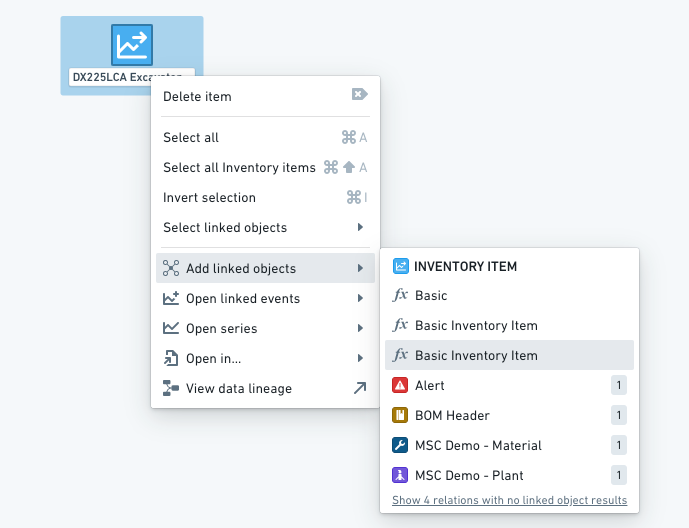 DX225LCA
Delete item
Select all ⌘ A
Select all Inventory items ⌘ A
Invert selection ⌘ I
Select linked objects
Add linked objects
Open linked events
Open series
Open in...
View data lineage
INVENTORY ITEM
fx Basic
fx Basic Inventory Item
fx Basic Inventory Item
Alert 1
BOM Header 1
MSC Demo - Material 1
MSC Demo - Plant 1
Show 4 relations with no linked object results